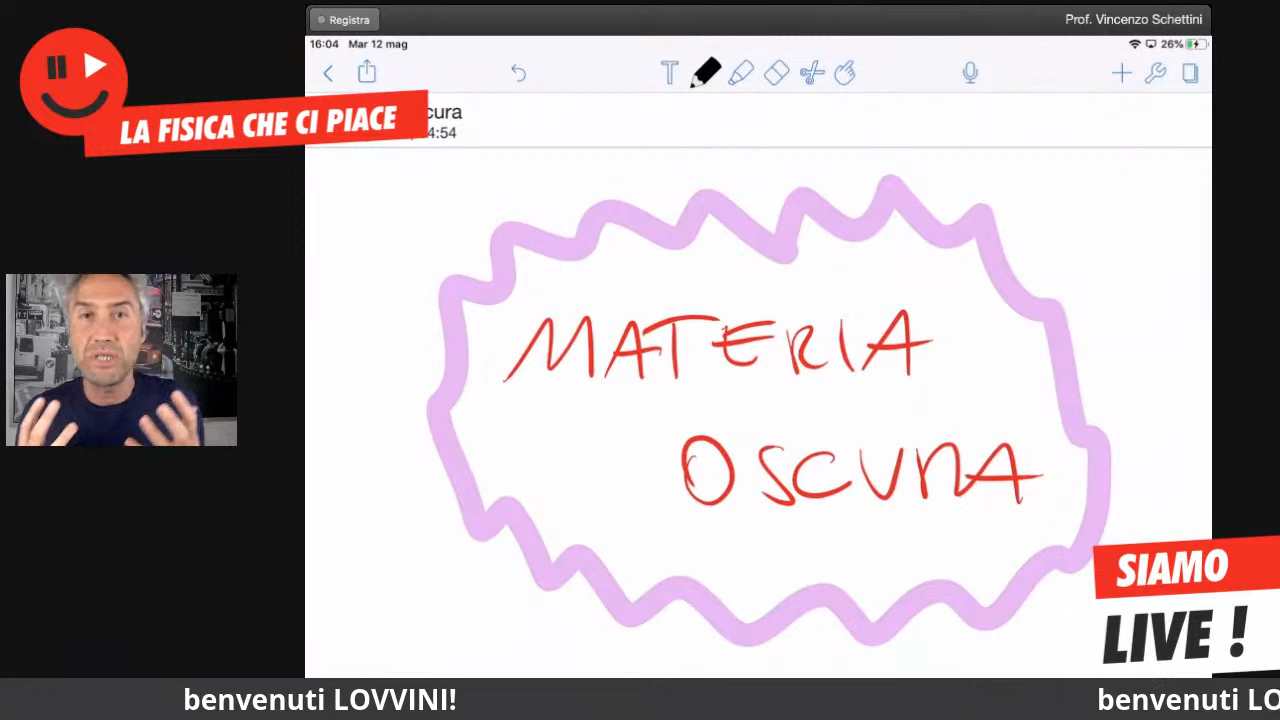 Registra
Prof. Vincenzo Schettini
16:04 Mar 12 mag
26%
LA FISICA CHE CI PIACE
cura
4:54
MATERIA
OSCURA
SIAMO
LIVE !
benvenuti LOVVINI!
benvenuti LO